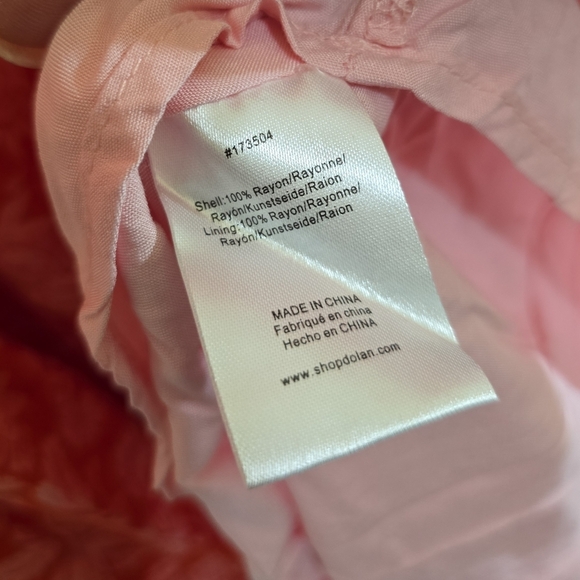 #173504
Shell:100% Rayon/Rayonne/
Rayón/Kunstseide/Raion
Lining:100% Rayon/Rayonne/
Rayón/Kunstseide/Raion
MADE IN CHINA
Fabriqué en china
Hecho en CHINA
www.shopdolan.com